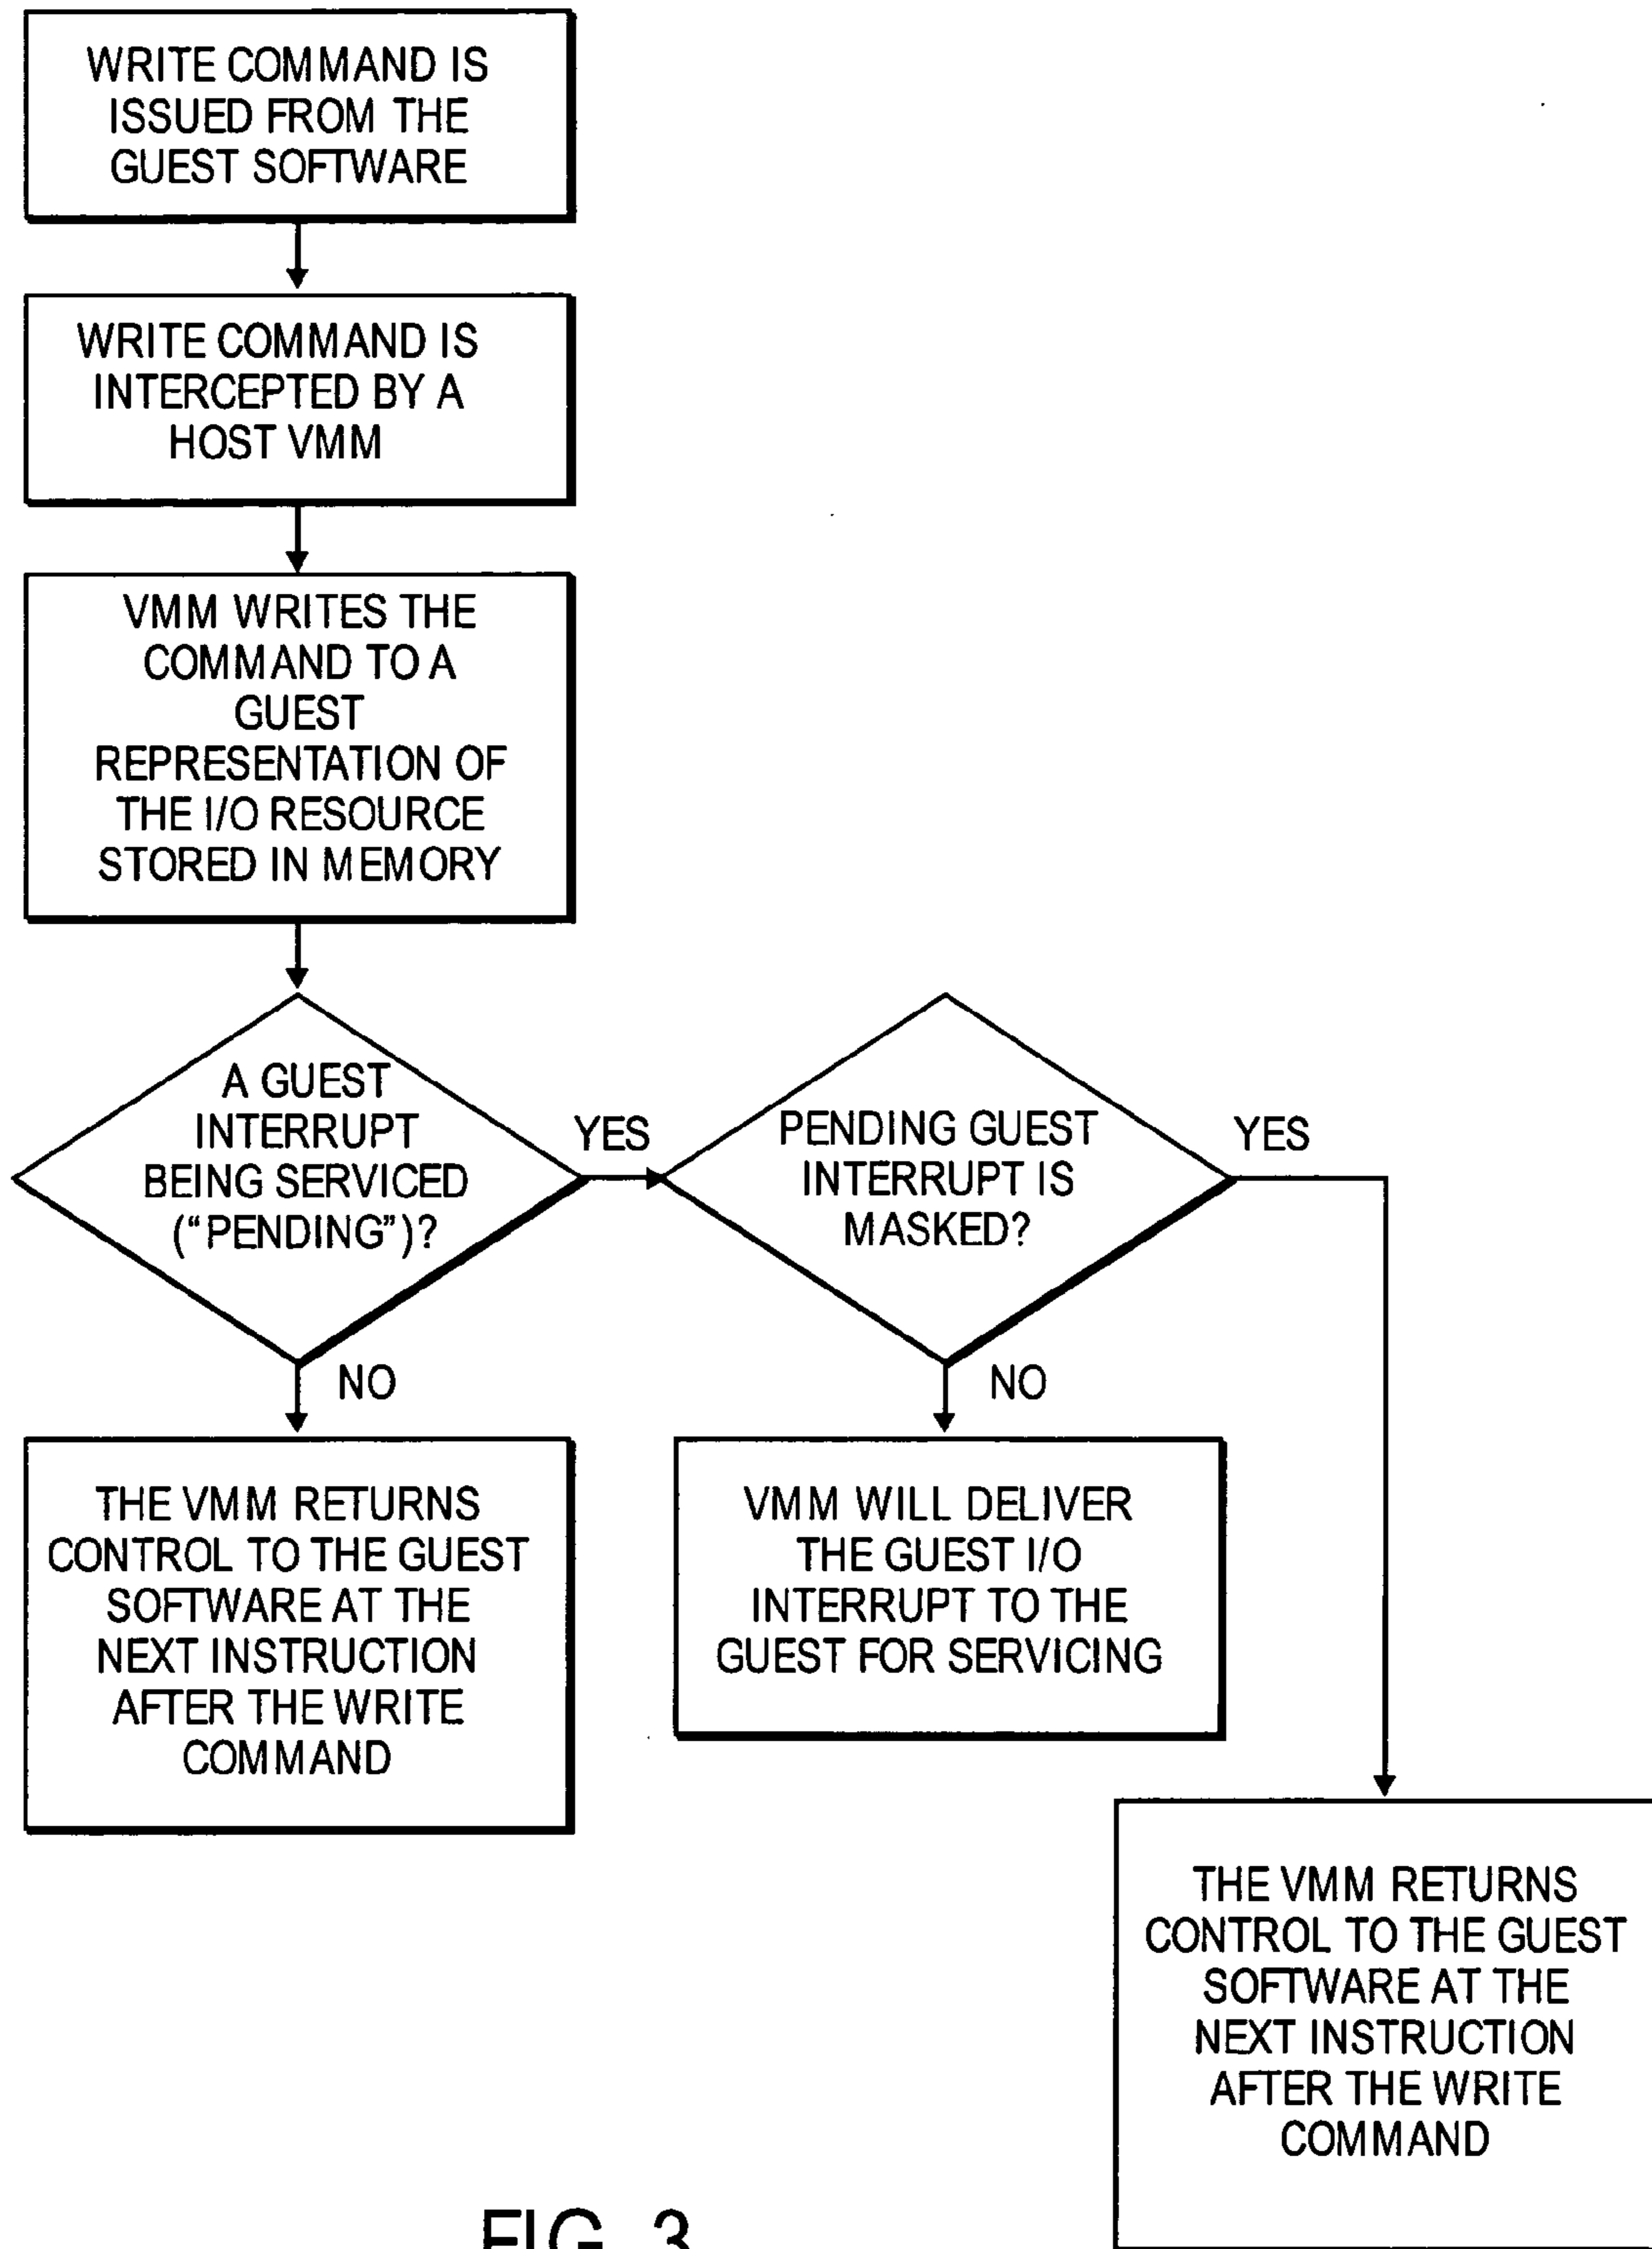 WRITE COMMAND IS
ISSUED FROM THE
GUEST SOFTWARE
WRITE COMMAND IS
INTERCEPTED BY A
HOST VMM
VMM WRITES THE
COMMAND TO A
GUEST
REPRESENTATION OF
THE I/O RESOURCE
STORED IN MEMORY
A GUEST
INTERRUPT
BEING SERVICED
("PENDING")?
YES
PENDING GUEST
INTERRUPT IS
MASKED?
YES
NO
NO
THE VMM RETURNS
CONTROL TO THE GUEST
SOFTWARE AT THE
NEXT INSTRUCTION
AFTER THE WRITE
COMMAND
VMM WILL DELIVER
THE GUEST I/O
INTERRUPT TO THE
GUEST FOR SERVICING
THE VMM RETURNS
CONTROL TO THE GUEST
SOFTWARE AT THE
NEXT INSTRUCTION
AFTER THE WRITE
COMMAND
FIG. 3